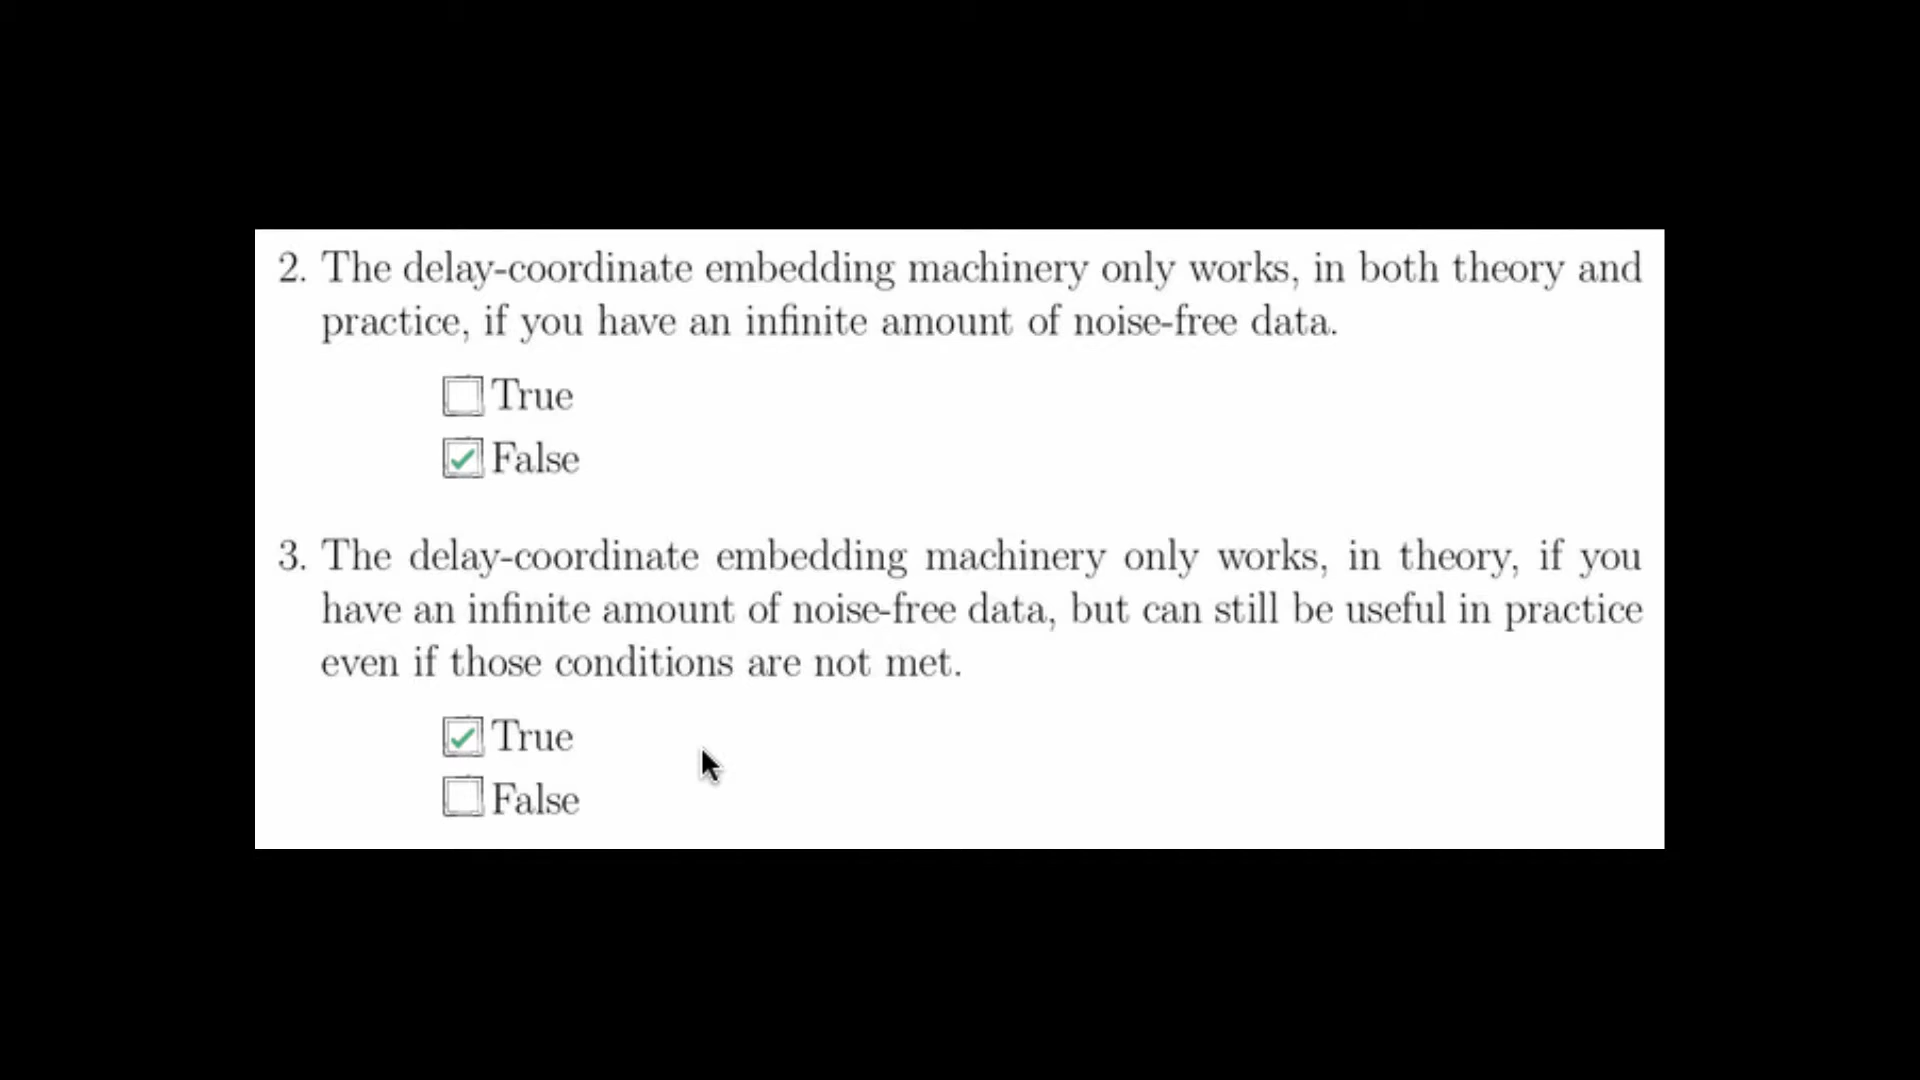 2. The delay-coordinate embedding machinery only works, in both theory and
practice, if you have an infinite amount of noise-free data.
True
False
3. The delay-coordinate embedding machinery only works, in theory, if you
have an infinite amount of noise-free data, but can still be useful in practice
even if those conditions are not met.
True
False